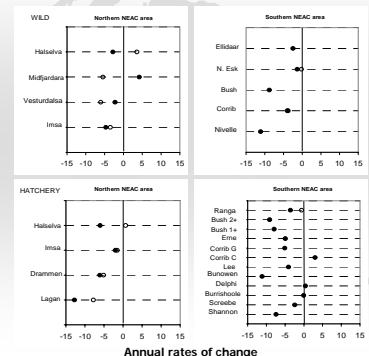 WILD Northern NEAC area
Halselva
Midfjardara
Vesturdalsa
Imsa
-15 -10 -5 0 5 10 15
Southern NEAC area
Ellidaar
N. Esk
Bush
Corrib
Nivelle
-15 -10 -5 0 5 10 15
HATCHERY Northern NEAC area
Halselva
Imsa
Drammen
Lagan
-15 -10 -5 0 5 10 15
Southern NEAC area
Ranga
Bush 2+
Bush 1+
Erne
Corrib G
Corrib C
Lee
Bunowen
Delphi
Burrishoole
Screebe
Shannon
-15 -10 -5 0 5 10 15
Annual rates of change